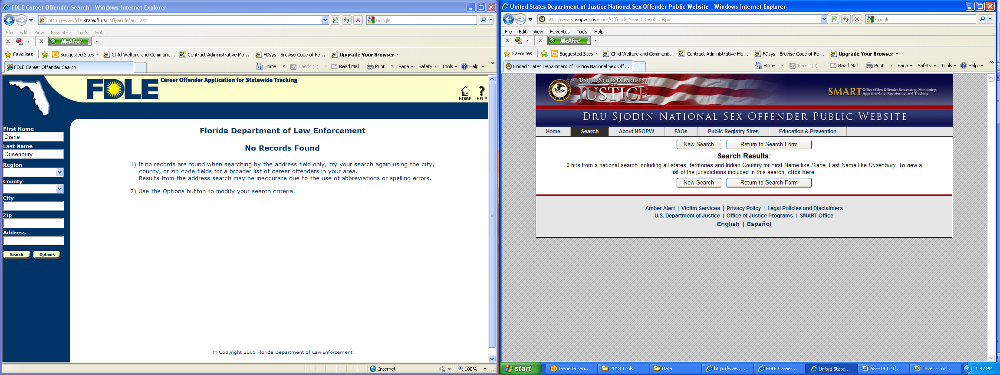 FDLE Career Offender Search - Windows Internet Explorer
http://www.fdle.state.fl.us/coflyer/default.asp
Google
File Edit View Favorites Tools Help
McAfee
Favorites Suggested Sites Child Welfare and Communit... Contract Administrative Mo... FDsys - Browse Code of Fe... Upgrade Your Browser
FDLE Career Offender Search
Home Feeds (J) Read Mail Print Page Safety Tools Help
FDLE Career Offender Application for Statewide Tracking
HOME HELP
First Name
Diane
Last Name
Dusenbury
Region
County
City
Zip
Address
Search Options
Florida Department of Law Enforcement
No Records Found
1) If no records are found when searching by the address field only, try your search again using the city,
county, or zip code fields for a broader list of career offenders in your area.
Results from the address search may be inaccurate due to the use of abbreviations or spelling errors.
2) Use the Options button to modify your search criteria.
© Copyright 2001 Florida Department of Law Enforcement
Internet 100%
United States Department of Justice National Sex Offender Public Website - Windows Internet Explorer
http://www.nsopw.gov/Core/OffenderSearchResults.aspx
Google
File Edit View Favorites Tools Help
McAfee
Favorites Suggested Sites Child Welfare and Communit... Contract Administrative Mo... FDsys - Browse Code of Fe... Upgrade Your Browser
United States Department of Justice National Sex Off...
Home Feeds (J) Read Mail Print Page Safety Tools Help
UNITED STATES DEPARTMENT
OF
JUSTICE
SMART Office of Sex Offender Sentencing, Monitoring,
Apprehending, Registering, and Tracking
DRU SJODIN NATIONAL SEX OFFENDER PUBLIC WEBSITE
Home Search About NSOPW FAQs Public Registry Sites Education & Prevention
New Search Return to Search Form
Search Results:
0 hits from a national search including all states, territories and Indian Country for First Name like Diane, Last Name like Dusenbury. To view a
list of the jurisdictions included in this search, click here.
New Search Return to Search Form
Amber Alert | Victim Services | Privacy Policy | Legal Policies and Disclaimers
U.S. Department of Justice | Office of Justice Programs | SMART Office
English | Español
start Diane Dusen... 2013 Tools Data http://www.... FDLE Career ... United State... 65E-14.021[... Level 2 Tool ... 1:47 PM